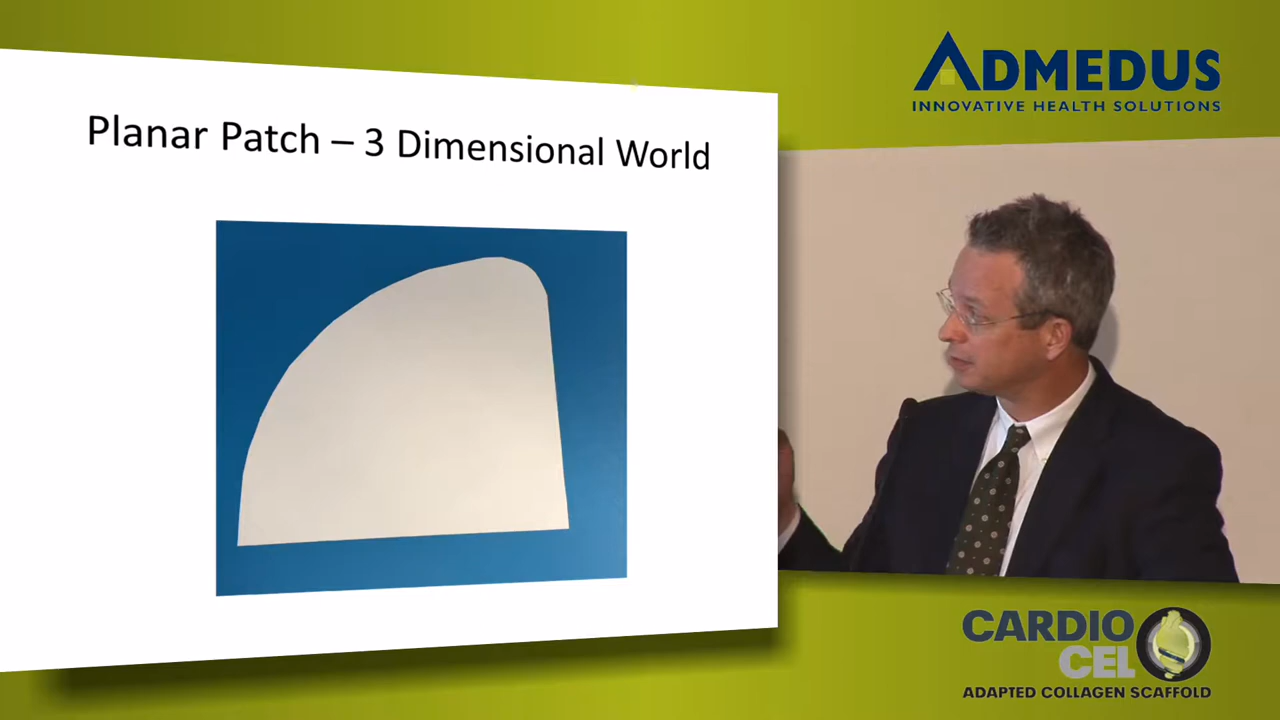 Planar Patch – 3 Dimensional World
ADMEDUS
INNOVATIVE HEALTH SOLUTIONS
CARDIO
CEL
ADAPTED COLLAGEN SCAFFOLD